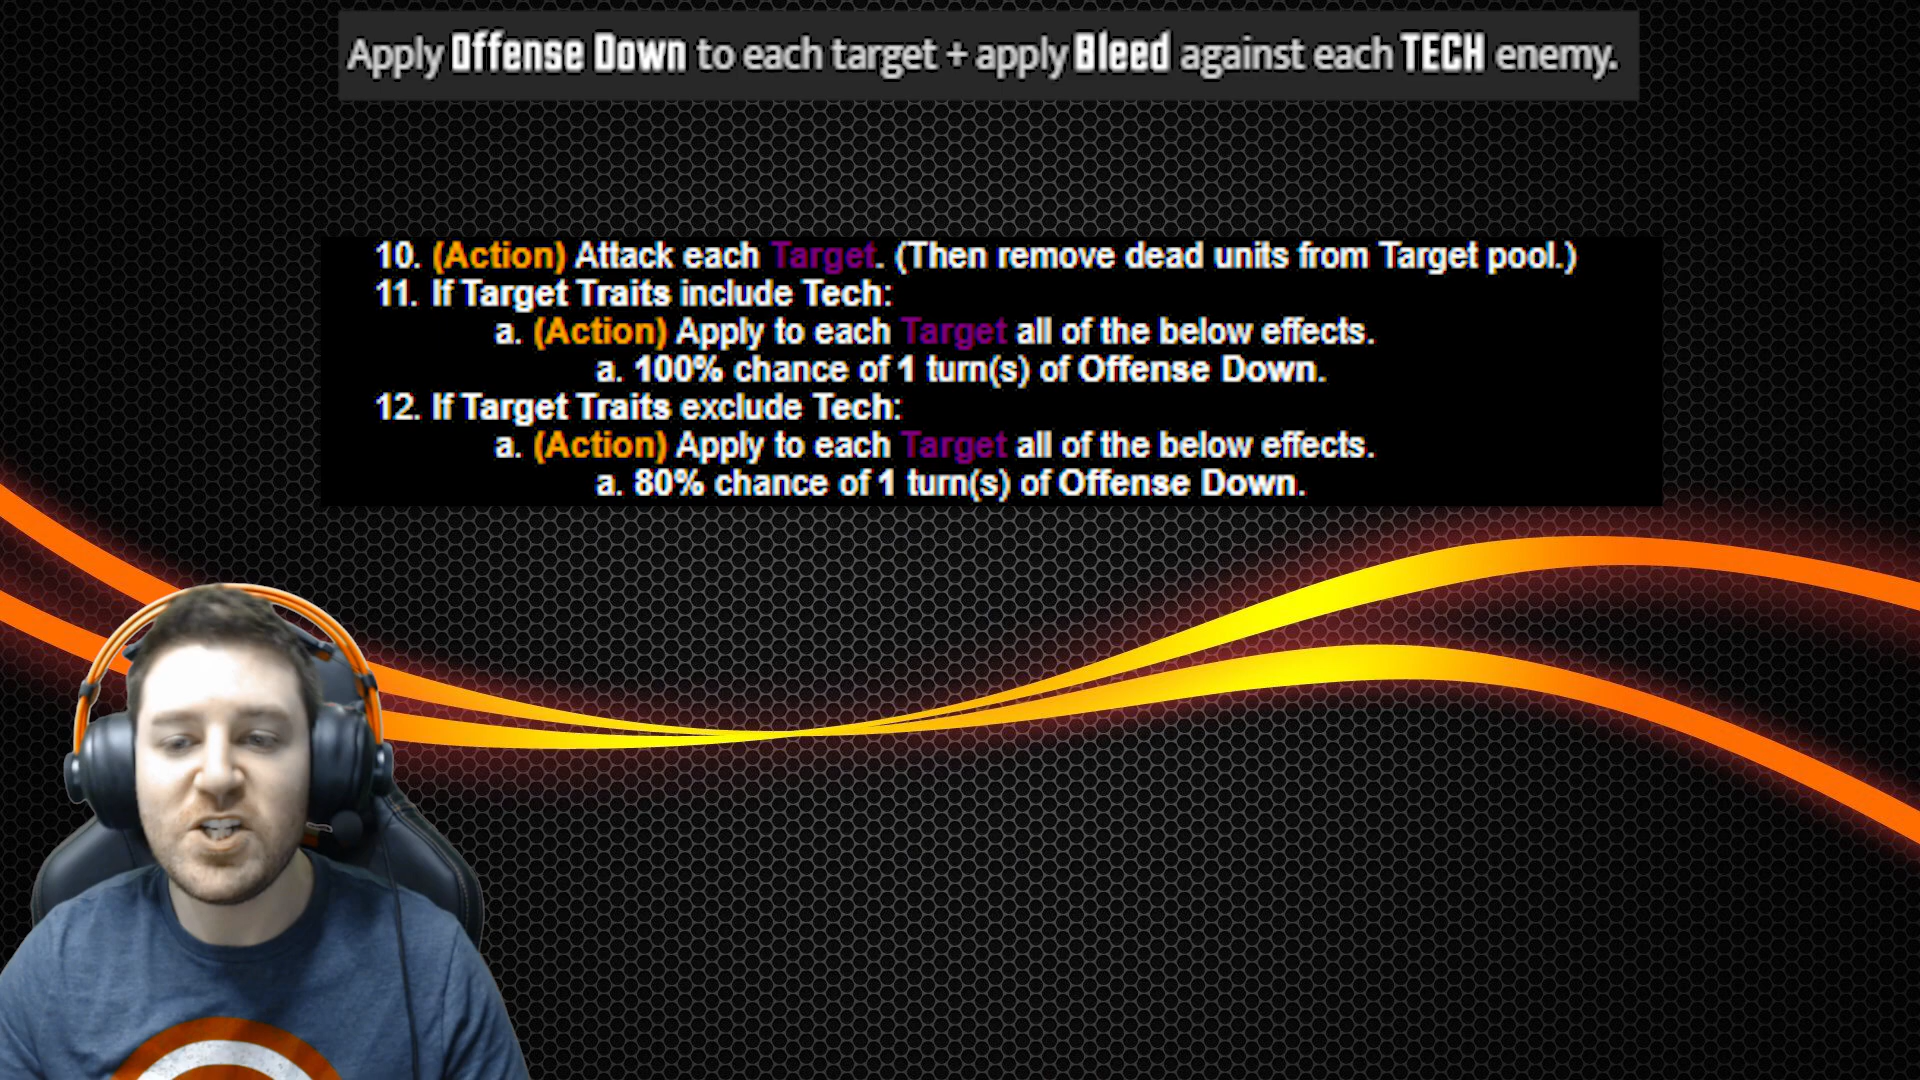 Apply Offense Down to each target + apply Bleed against each TECH enemy.
10. (Action) Attack each Target. (Then remove dead units from Target pool.)
11. If Target Traits include Tech:
a. (Action) Apply to each Target all of the below effects.
a. 100% chance of 1 turn(s) of Offense Down.
12. If Target Traits exclude Tech:
a. (Action) Apply to each Target all of the below effects.
a. 80% chance of 1 turn(s) of Offense Down.